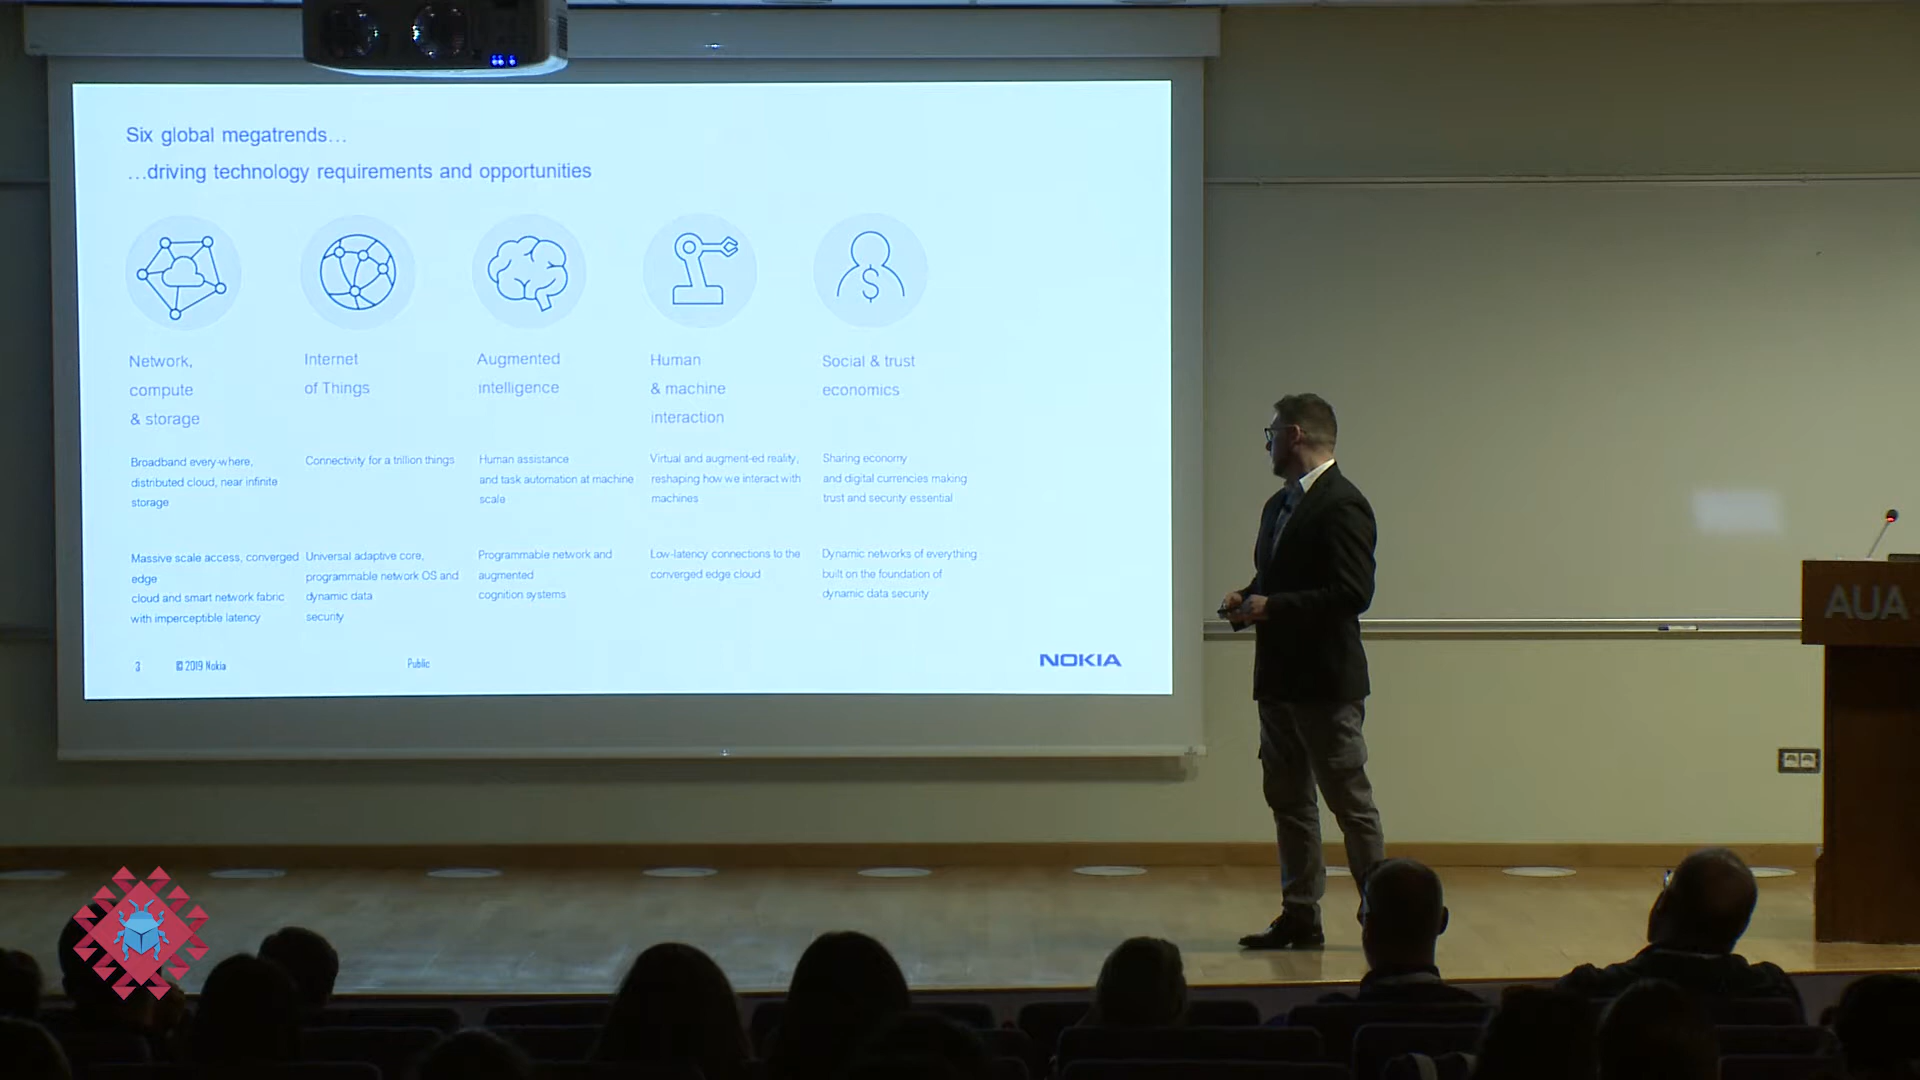 Six global megatrends…
…driving technology requirements and opportunities
Network,
compute
& storage
Internet
of Things
Augmented
intelligence
Human
& machine
interaction
Social & trust
economics
Broadband every-where,
distributed cloud, near infinite
storage
Connectivity for a trillion things
Human assistance
and task automation at machine
scale
Virtual and augment-ed reality,
reshaping how we interact with
machines
Sharing economy
and digital currencies making
trust and security essential
Massive scale access, converged
edge
cloud and smart network fabric
with imperceptible latency
Universal adaptive core,
programmable network OS and
dynamic data
security
Programmable network and
augmented
cognition systems
Low-latency connections to the
converged edge cloud
Dynamic networks of everything
built on the foundation of
dynamic data security
3
© 2019 Nokia
Public
NOKIA
AUA